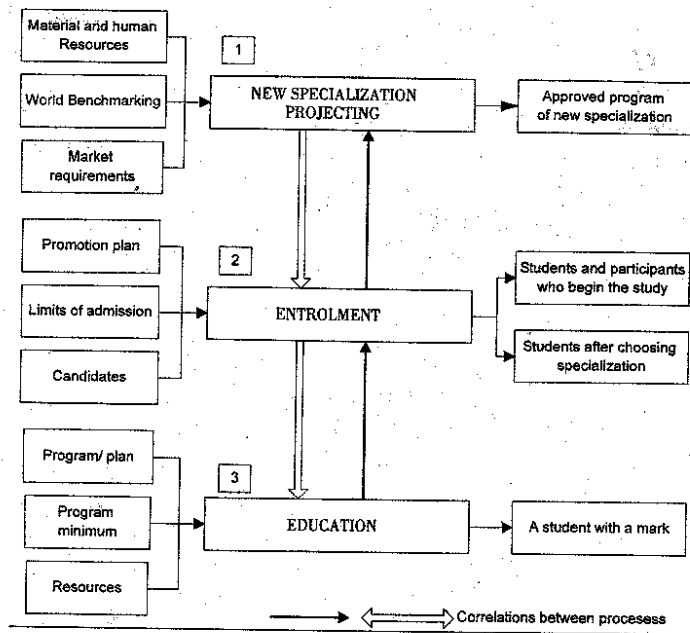 Material and human
Resources
1
World Benchmarking
NEW SPECIALIZATION
PROJECTING
Approved program
of new specialization
Market
requirements
Promotion plan
2
Students and participants
who begin the study
Limits of admission
ENTROLMENT
Candidates
Students after choosing
specialization
Program/ plan
3
Program
minimum
EDUCATION
A student with a mark
Resources
Correlations between procesess